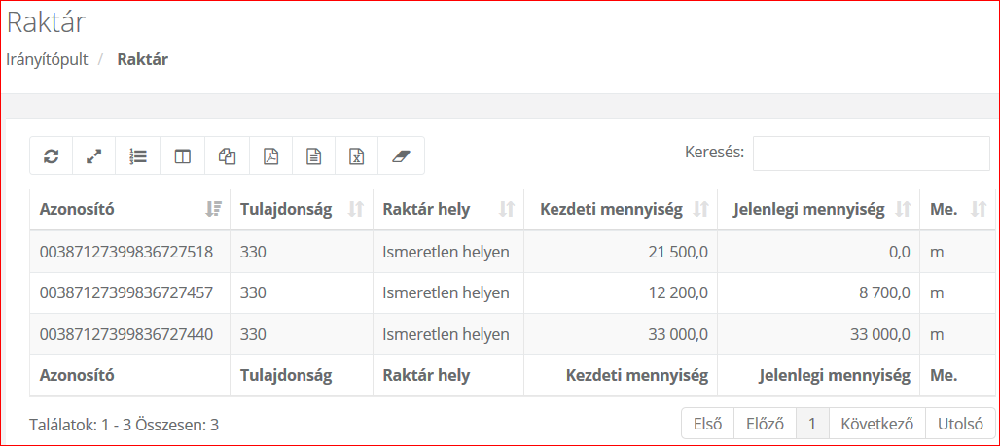 Raktár
Irányítópult / Raktár
Keresés:
Azonosító Tulajdonság Raktár hely Kezdeti mennyiség Jelenlegi mennyiség Me.
00387127399836727518 330 Ismeretlen helyen 21 500,0 0,0 m
00387127399836727457 330 Ismeretlen helyen 12 200,0 8 700,0 m
00387127399836727440 330 Ismeretlen helyen 33 000,0 33 000,0 m
Azonosító Tulajdonság Raktár hely Kezdeti mennyiség Jelenlegi mennyiség Me.
Találatok: 1 - 3 Összesen: 3 Első Előző 1 Következő Utolsó